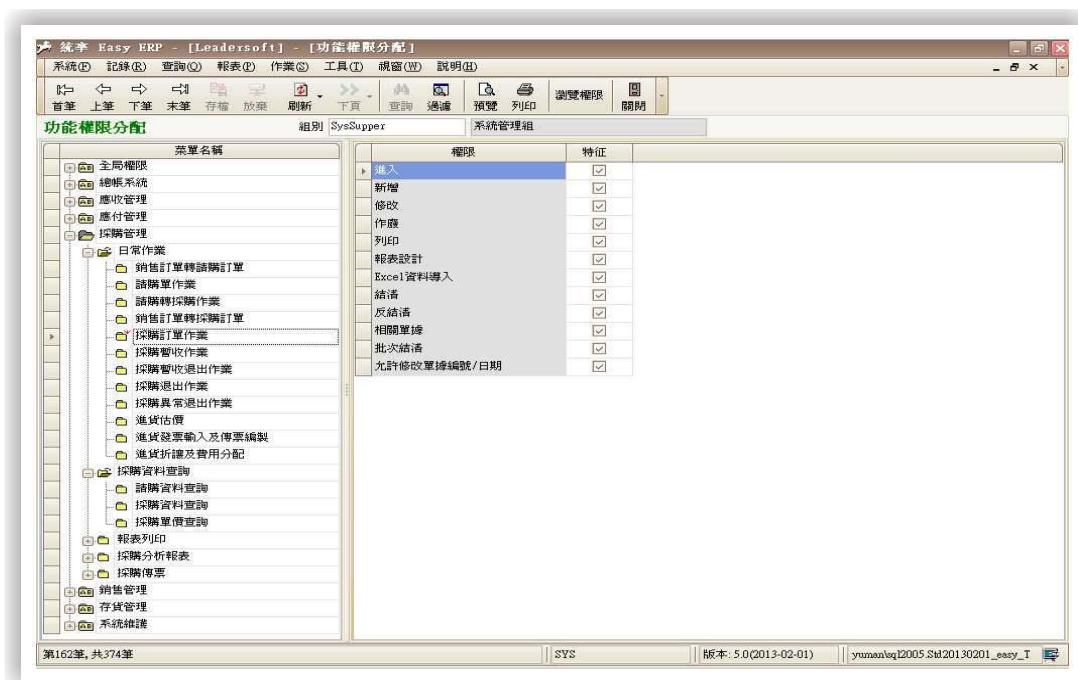 統率 Easy ERP - [Leadersoft] - [功能權限分配]
系統(F) 記錄(R) 查詢(Q) 報表(P) 作業(S) 工具(T) 視窗(W) 說明(H)
首筆 上筆 下筆 末筆 存檔 放棄 刷新 下頁 查詢 過濾 預覽 列印 瀏覽權限 關閉
功能權限分配 組別 SysSupper 系統管理組
菜單名稱
全局權限
總帳系統
應收管理
應付管理
採購管理
日常作業
銷售訂單轉請購訂單
請購單作業
請購轉採購作業
銷售訂單轉採購訂單
採購訂單作業
採購暫收作業
採購暫收退出作業
採購退出作業
採購異常退出作業
進貨估價
進貨發票輸入及傳票編製
進貨折讓及費用分配
採購資料查詢
請購資料查詢
採購資料查詢
採購單價查詢
報表列印
採購分析報表
採購傳票
銷售管理
存貨管理
系統維護
權限 特征
進入
新增
修改
作廢
列印
報表設計
Excel資料導入
結清
反結清
相關單據
批次結清
允許修改單據編號/日期
第162筆, 共374筆 SYS 版本: 5.0(2013-02-01) yuman\sql2005.Std20130201_easy_T